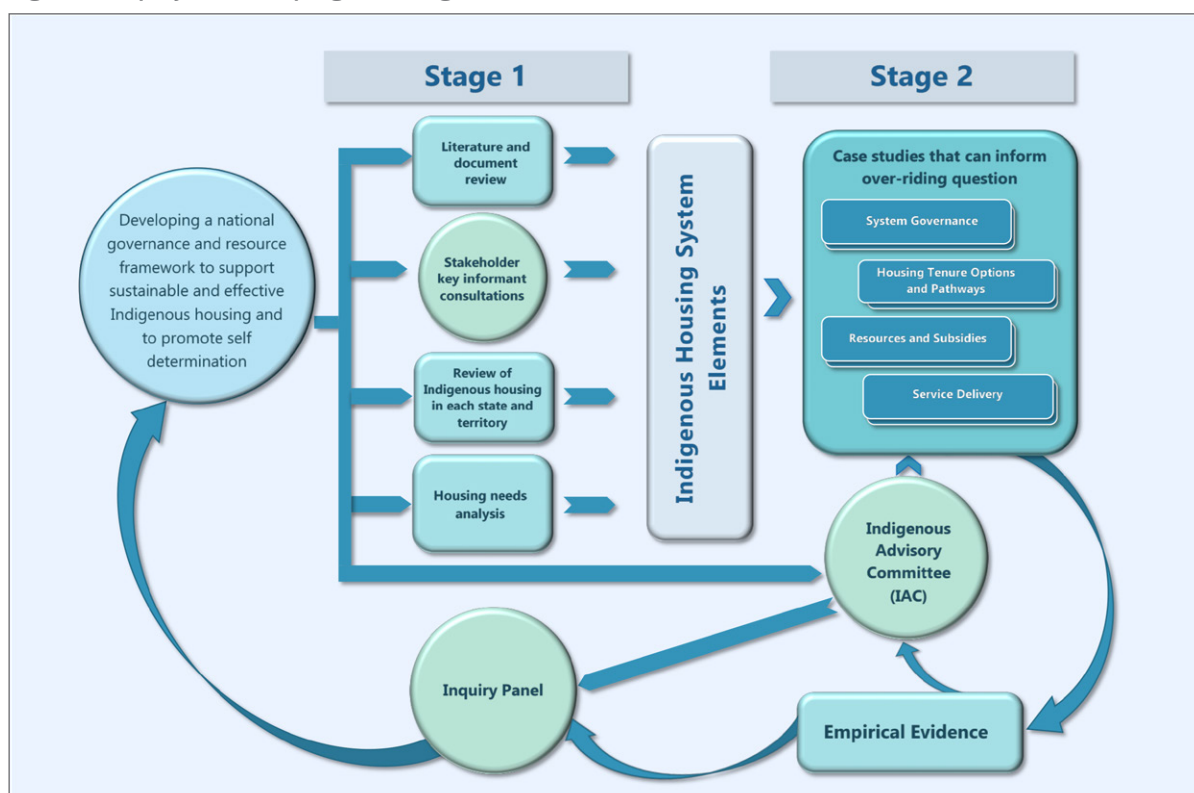 Stage 1
Stage 2
Developing a national
governance and resource
framework to support
sustainable and effective
Indigenous housing and
to promote self
determination
Literature and
document
review
Stakeholder
key informant
consultations
Review of
Indigenous housing
in each state and
territory
Housing needs
analysis
Indigenous Housing System
Elements
Case studies that can inform
over-riding question
System Governance
Housing Tenure Options
and Pathways
Resources and Subsidies
Service Delivery
Indigenous
Advisory
Committee
(IAC)
Inquiry Panel
Empirical Evidence